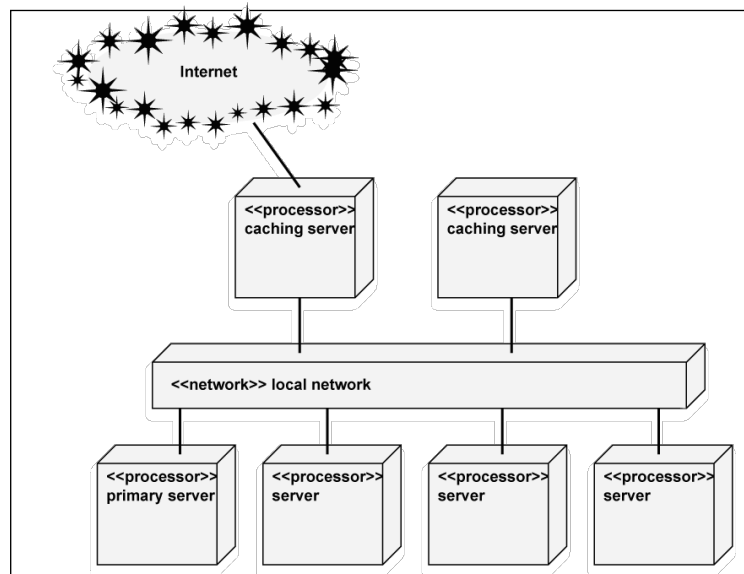 Internet
<<processor>>
caching server
<<processor>>
caching server
<<network>> local network
<<processor>>
primary server
<<processor>>
server
<<processor>>
server
<<processor>>
server